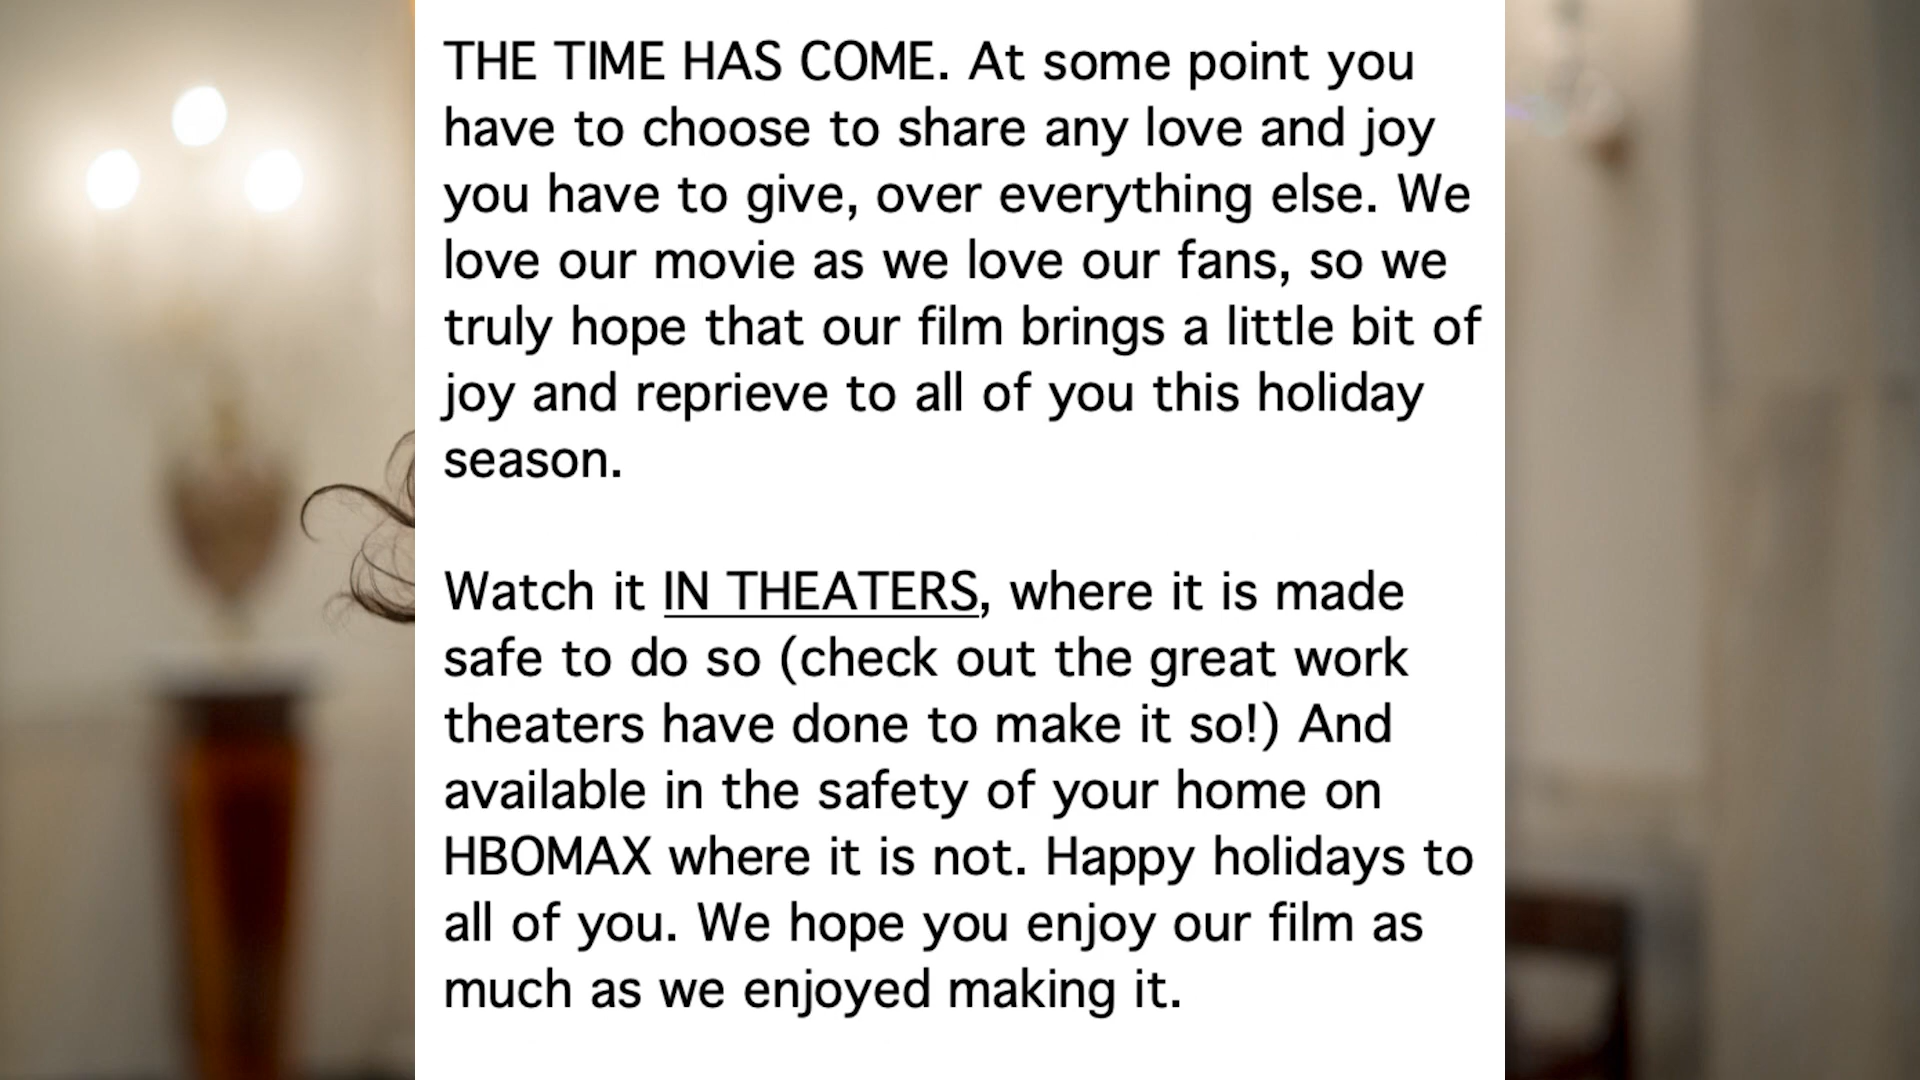 THE TIME HAS COME. At some point you
have to choose to share any love and joy
you have to give, over everything else. We
love our movie as we love our fans, so we
truly hope that our film brings a little bit of
joy and reprieve to all of you this holiday
season.
Watch it IN THEATERS, where it is made
safe to do so (check out the great work
theaters have done to make it so!) And
available in the safety of your home on
HBOMAX where it is not. Happy holidays to
all of you. We hope you enjoy our film as
much as we enjoyed making it.